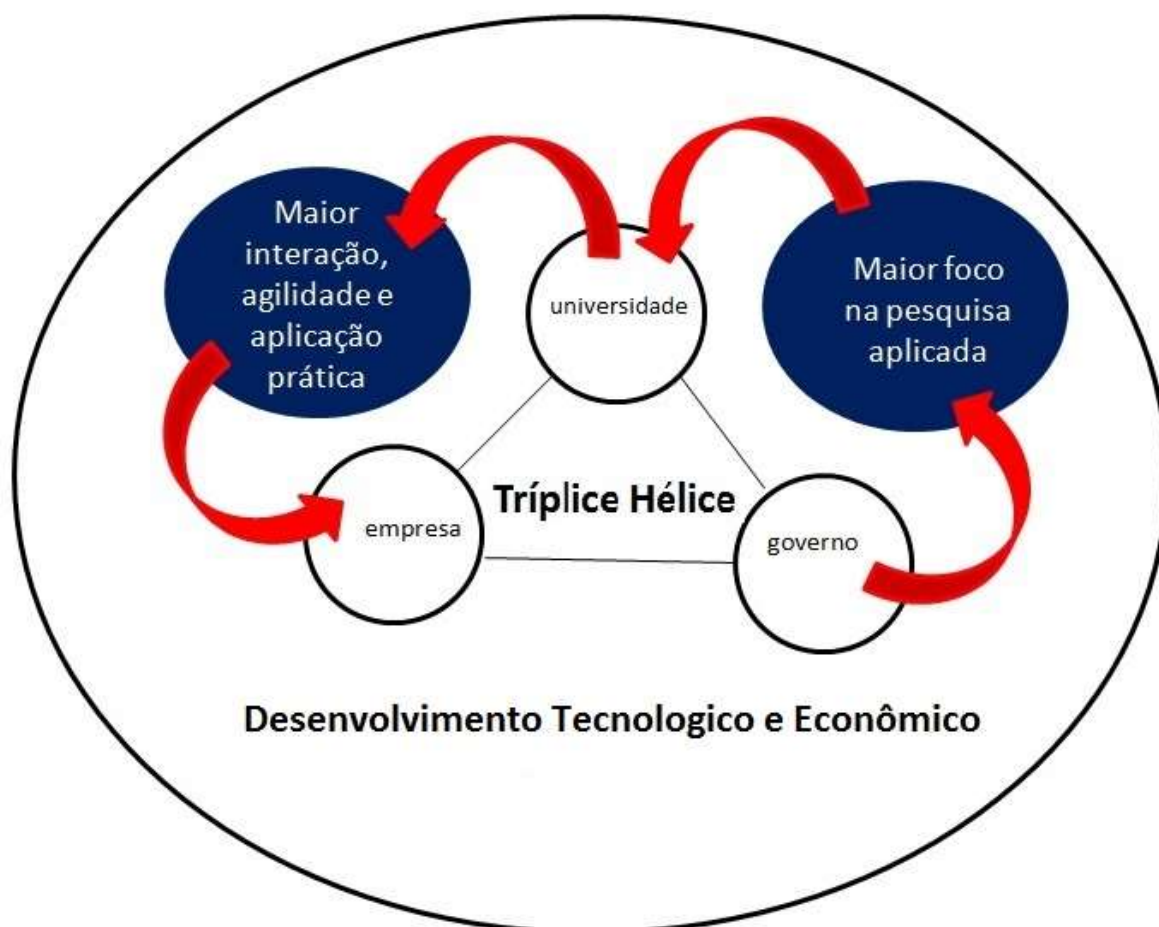 Maior
interação,
agilidade e
aplicação
prática
universidade
Maior foco
na pesquisa
aplicada
Tríplice Hélice
empresa
governo
Desenvolvimento Tecnologico e Econômico